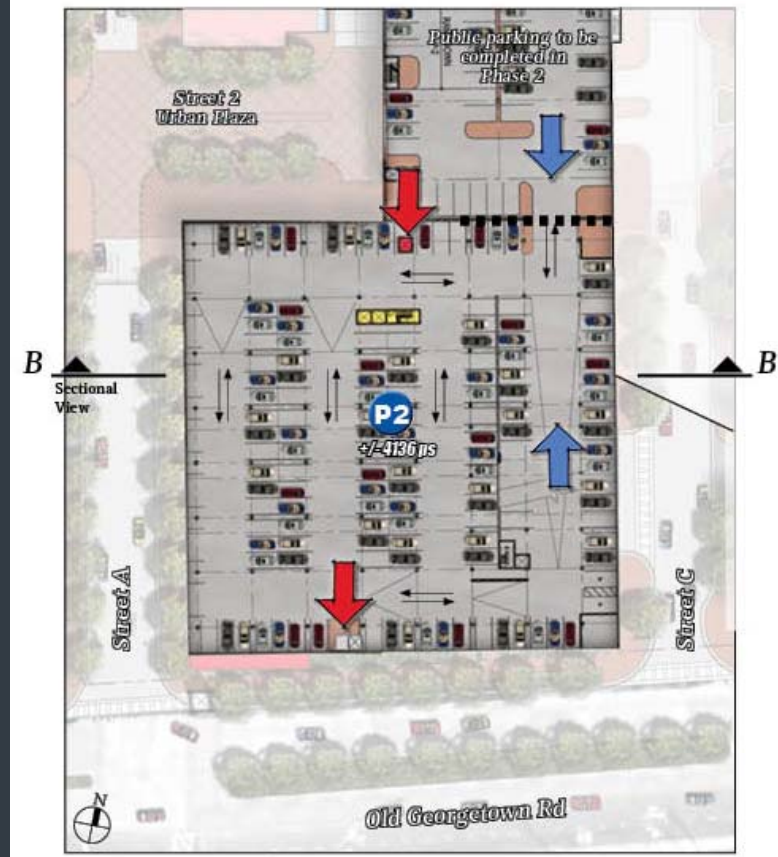 Public parking to be
completed in
Phase 2
Street 2
Urban Plaza
B
B
Sectional
View
P2
+/-4136 ps
Street A
Street C
N
Old Georgetown Rd